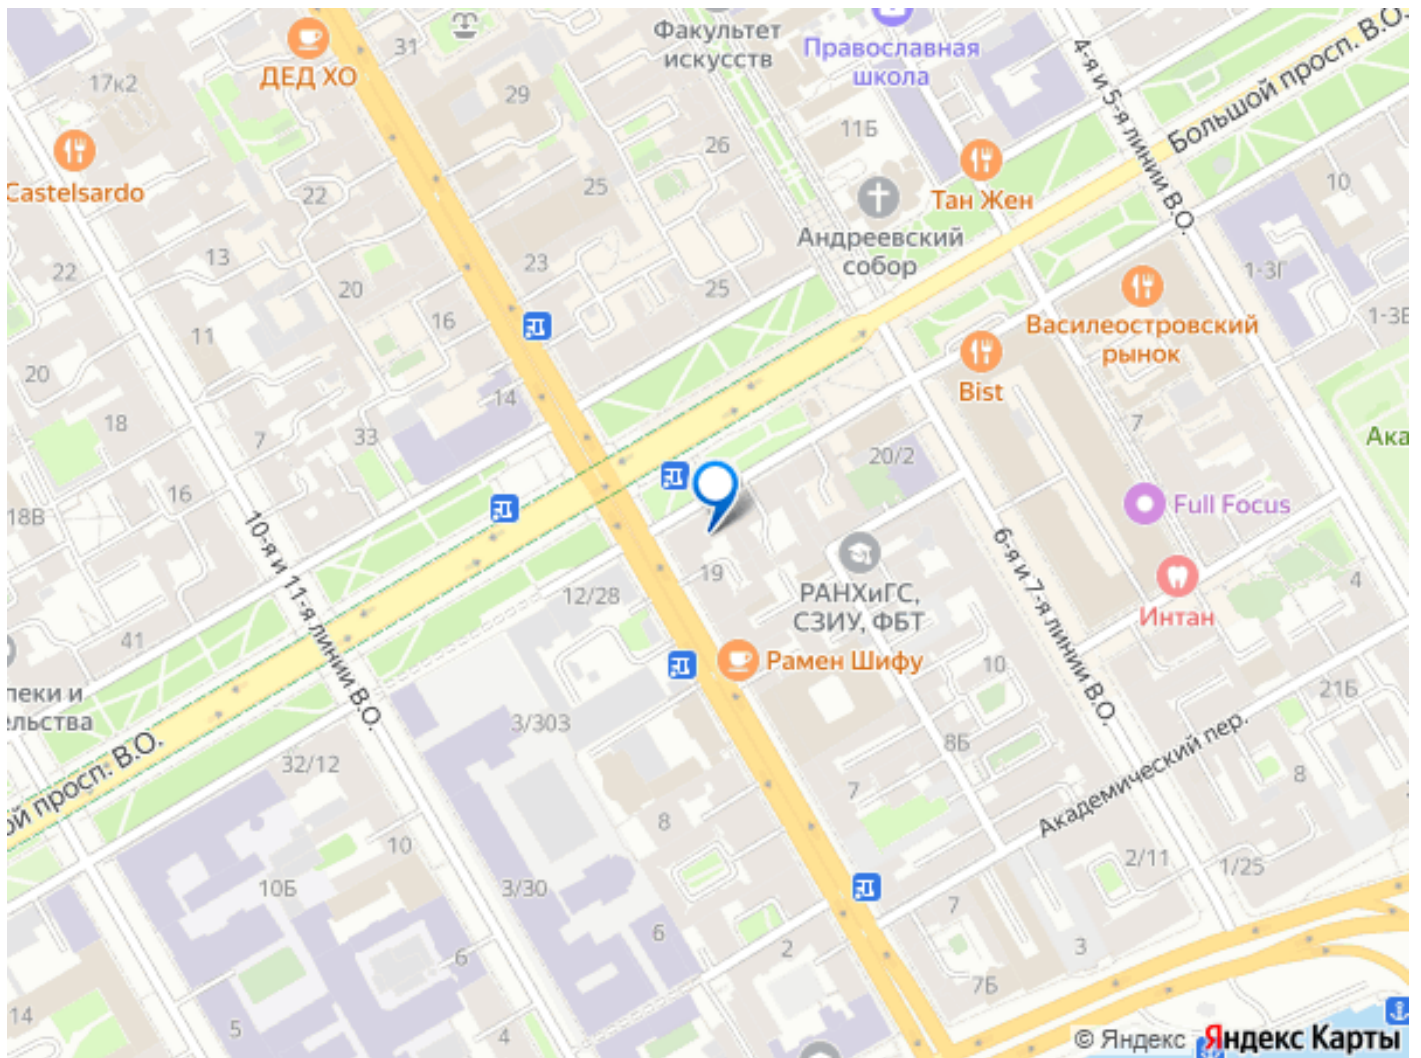 Факультет
искусств
Православная
школа
4-я и 5-я линии В.О.
Большой просп. В.О.
31
ДЕД ХО
17к2
29
11Б
26
Castelsardo
22
25
Тан Жен
10
Андреевский
собор
13
22
23
1-3Г
20
25
16
Василеостровский
рынок
1-3В
11
20
Bist
14
18
7
33
7
Ака
20/2
16
18В
Full Focus
10-я и 11-я линии В.О.
6-я и 7-я линии В.О.
19
РАНХиГС,
СЗИУ, ФБТ
12/28
4
Интан
41
Рамен Шифу
10
пеки и
ельства
21Б
3/303
8Б
Академический пер.
ой просп. В.О.
32/12
8
7
8
10
2/11
1/25
10Б
3/30
7
6
2
3
6
7Б
14
5
4
© Яндекс Яндекс Карты